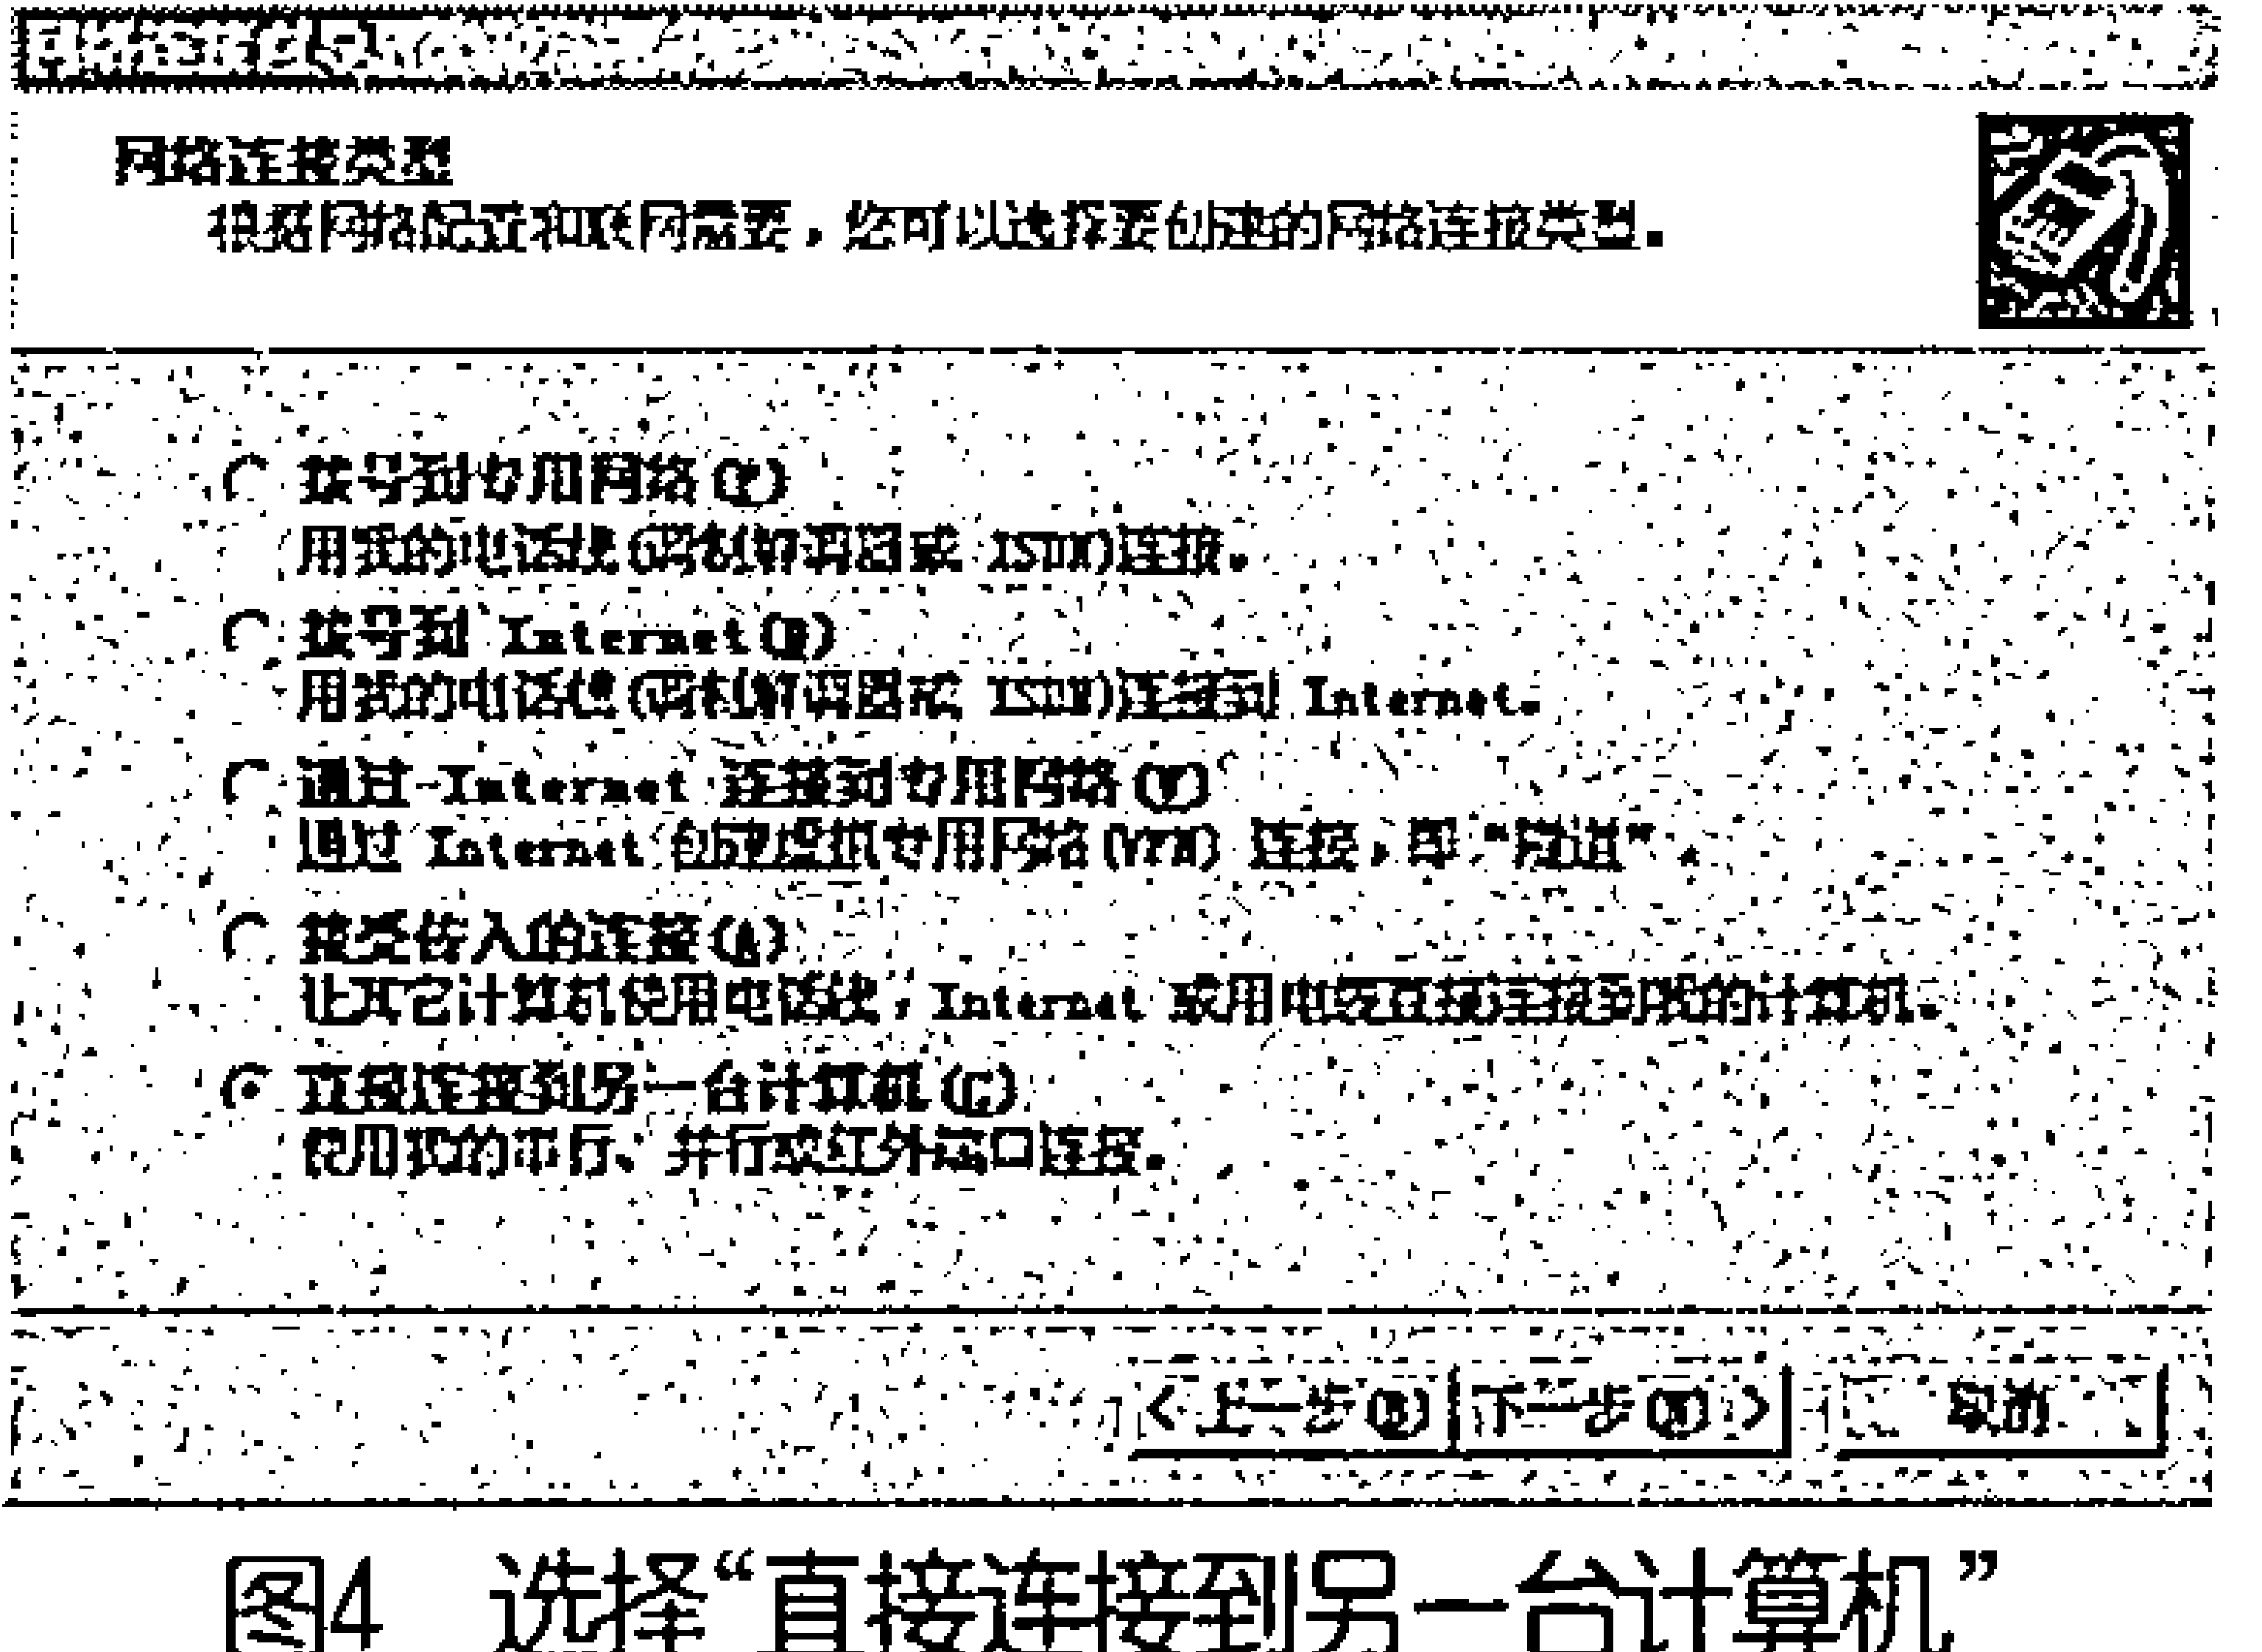 网络连接类型
根据网络配置和联网需要，您可以选择要创建的网络连接类型。
拨号到专用网络(P)
用我的电话线(调制解调器或 ISDN)连接。
拨号到 Internet(D)
用我的电话线(调制解调器或 ISDN)连接到 Internet。
通过 Internet 连接到专用网络(V)
通过 Internet 创建虚拟专用网络(VPN) 连接，即“隧道”。
接受传入的连接(A)
让其它计算机使用电话线，Internet 或用电缆直接连接到我的计算机。
直接连接到另一台计算机(C)
使用我的串行、并行或红外端口连接。
<上一步(B) 下一步(N)> 取消
图4 选择“直接连接到另一台计算机”